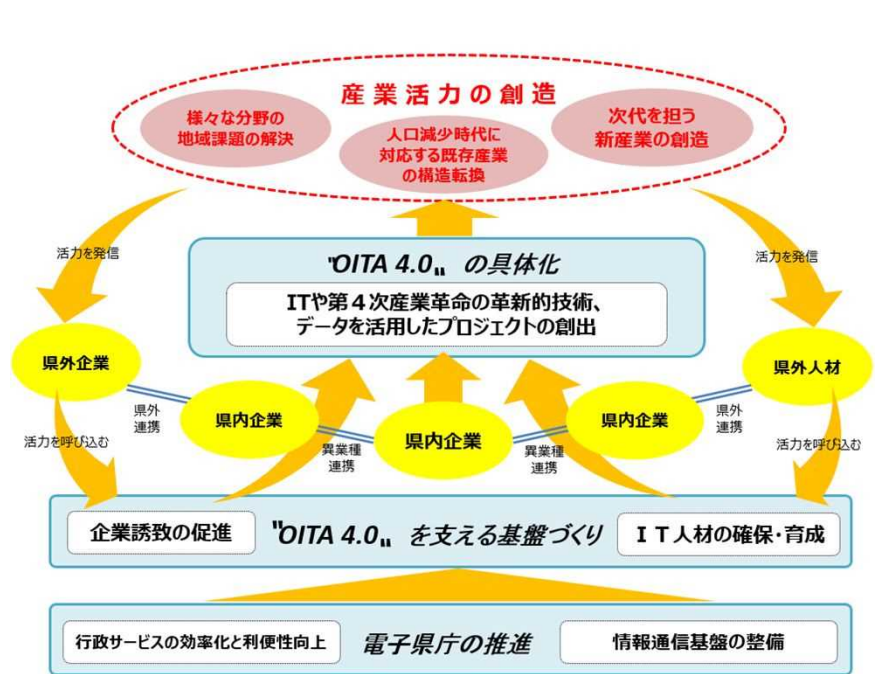 産業活力の創造
様々な分野の
地域課題の解決
人口減少時代に
対応する既存産業
の構造転換
次代を担う
新産業の創造
活力を発信
活力を発信
"OITA 4.0" の具体化
ITや第４次産業革命の革新的技術、
データを活用したプロジェクトの創出
県外企業
県外人材
県外
連携
県内企業
異業種
連携
県内企業
異業種
連携
県内企業
県外
連携
活力を呼び込む
活力を呼び込む
企業誘致の促進
"OITA 4.0" を支える基盤づくり
ＩＴ人材の確保・育成
行政サービスの効率化と利便性向上
電子県庁の推進
情報通信基盤の整備